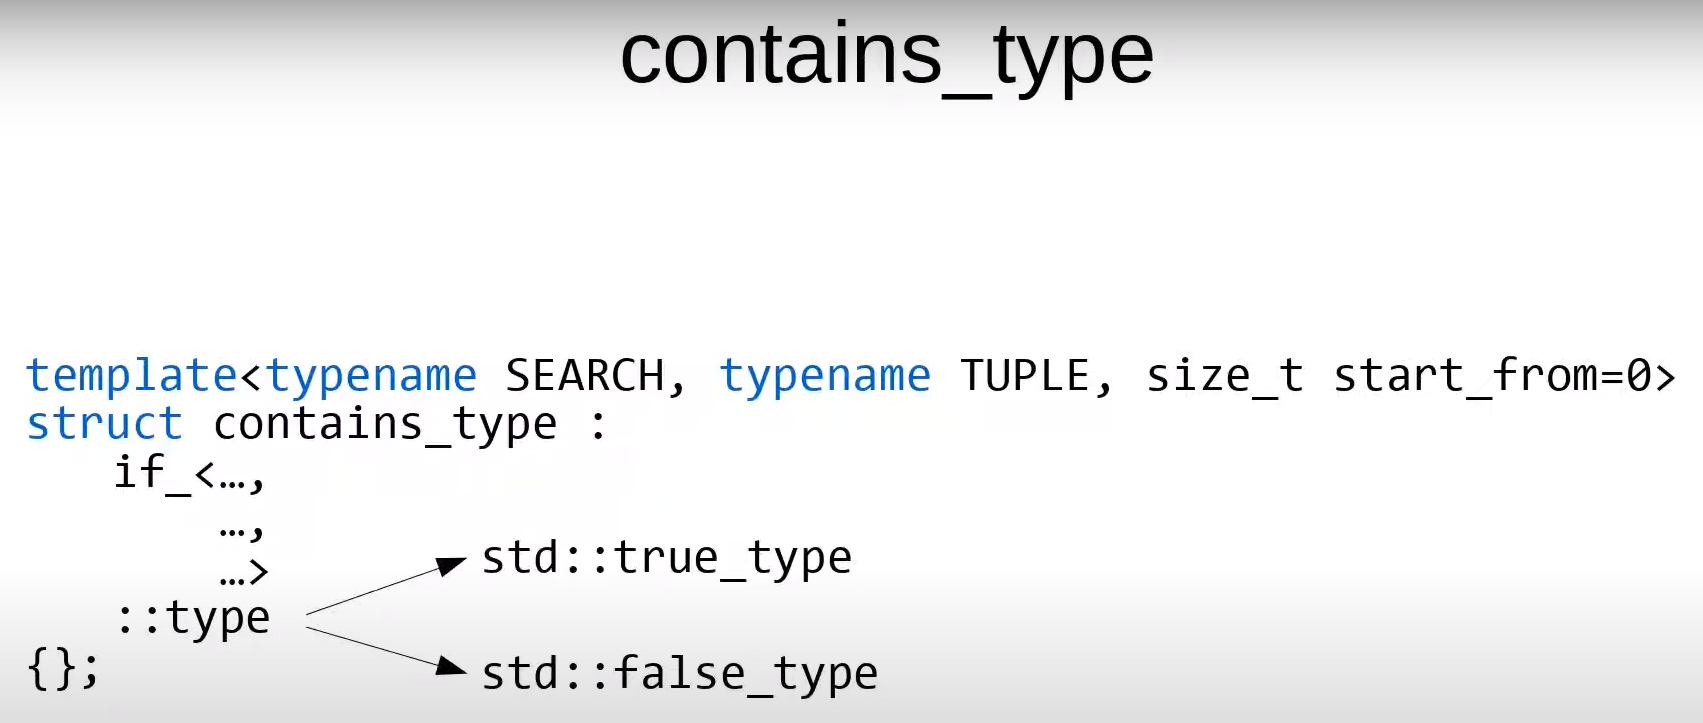 contains_type
template<typename SEARCH, typename TUPLE, size_t start_from=0>
struct contains_type :
if_<…,
…,
…>
::type
std::true_type
std::false_type
{};